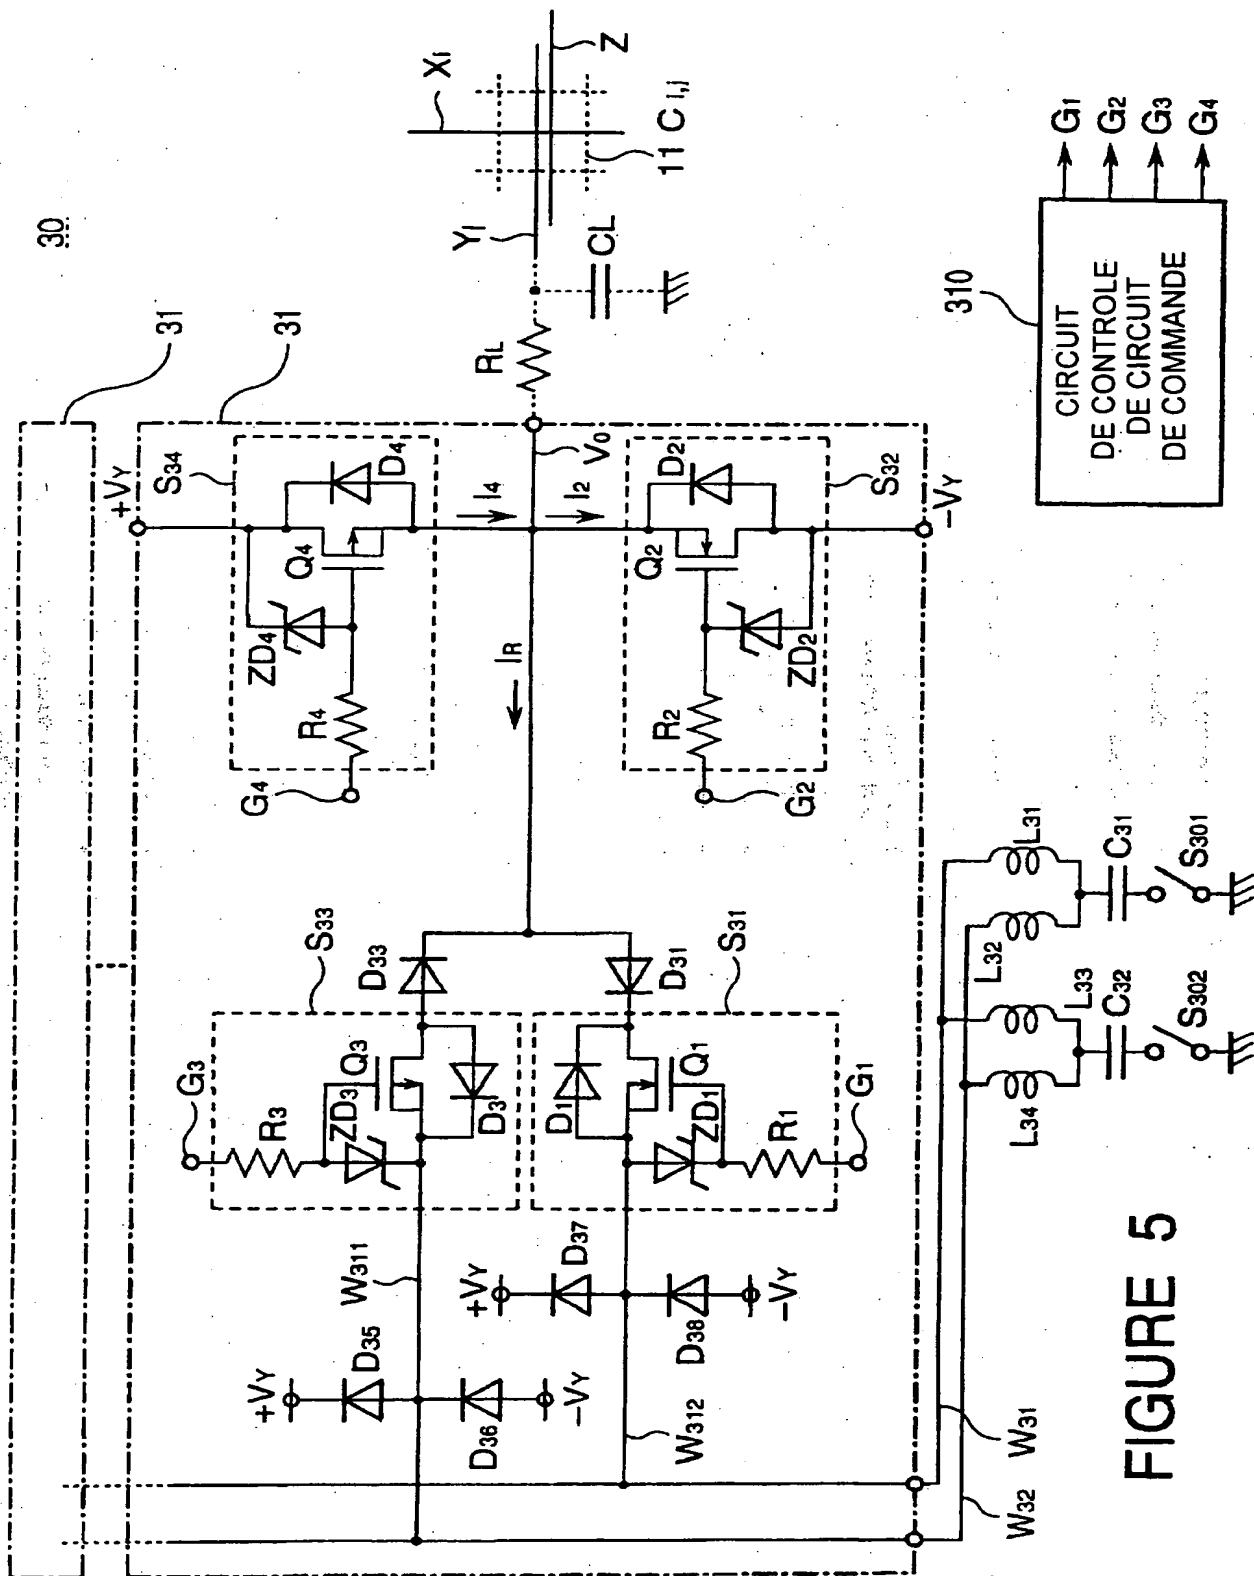 30
31
31
+VY
S34
D4
Q4
ZD4
R4
G4
I4
I2
V0
IR
RL
CL
Yi
Xi
Z
11 Ci,j
S32
D2
Q2
ZD2
R2
G2
-VY
S33
D33
Q3
D3
ZD3
R3
G3
S31
D31
Q1
D1
ZD1
R1
G1
W311
+VY
D35
D36
-VY
+VY
D37
D38
-VY
W312
W31
W32
L31
L32
L33
L34
C31
C32
S301
S302
310
CIRCUIT
DE CONTROLE
DE CIRCUIT
DE COMMANDE
G1
G2
G3
G4
FIGURE 5